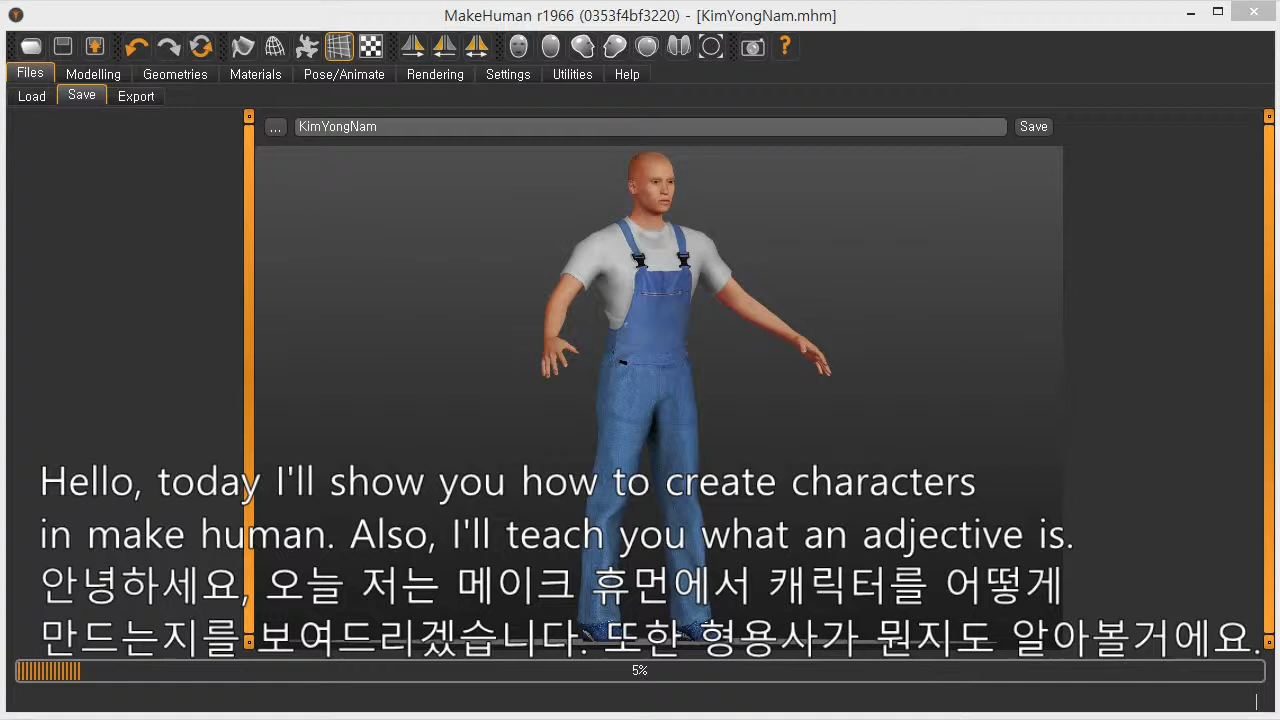 MakeHuman r1966 (0353f4bf3220) - [KimYongNam.mhm]
Files Modelling Geometries Materials Pose/Animate Rendering Settings Utilities Help
Load Save Export
... KimYongNam Save
Hello, today I'll show you how to create characters
in make human. Also, I'll teach you what an adjective is.
안녕하세요, 오늘 저는 메이크 휴먼에서 캐릭터를 어떻게
만드는지를 보여드리겠습니다. 또한 형용사가 뭔지도 알아볼거에요.
5%